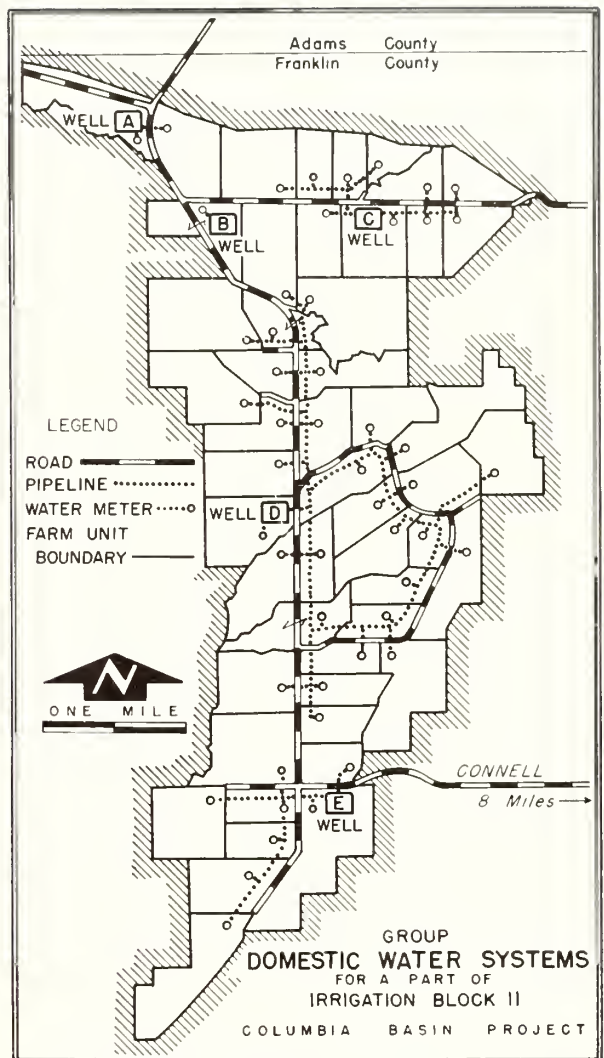 Adams County
Franklin County
WELL A
B
WELL
C
WELL
LEGEND
ROAD
PIPELINE
WATER METER
FARM UNIT
BOUNDARY
WELL D
N
ONE MILE
CONNELL
8 Miles
E
WELL
GROUP
DOMESTIC WATER SYSTEMS
FOR A PART OF
IRRIGATION BLOCK 11
COLUMBIA BASIN PROJECT